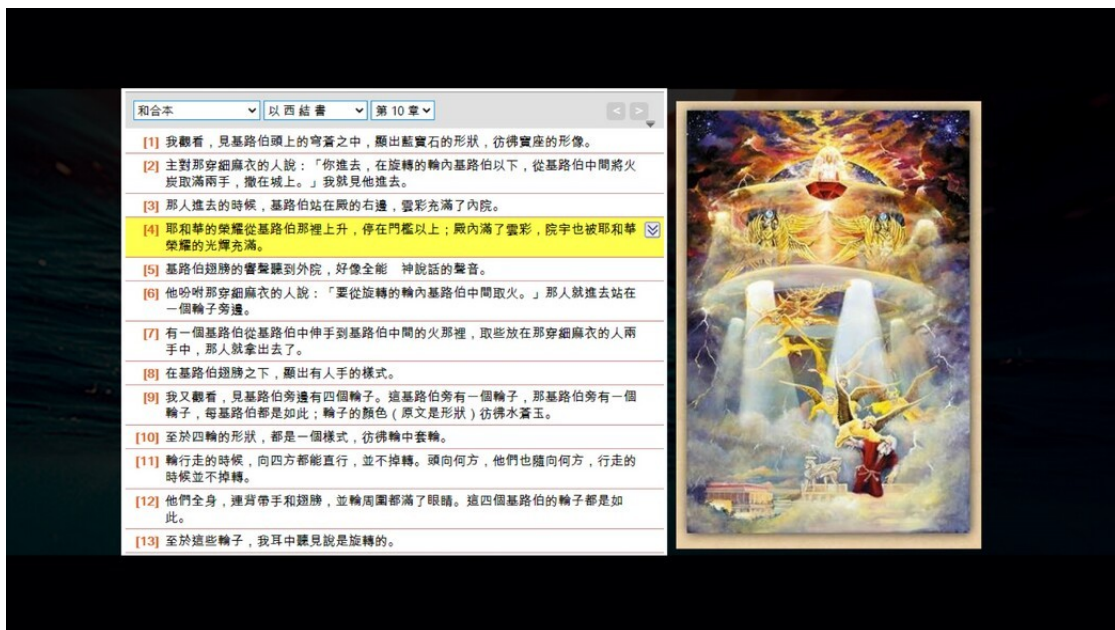 和合本 以西結書 第 10 章
[1] 我觀看，見基路伯頭上的穹蒼之中，顯出藍寶石的形狀，彷彿寶座的形像。
[2] 主對那穿細麻衣的人說：「你進去，在旋轉的輪內基路伯以下，從基路伯中間將火
炭取滿兩手，撒在城上。」我就見他進去。
[3] 那人進去的時候，基路伯站在殿的右邊，雲彩充滿了內院。
[4] 耶和華的榮耀從基路伯那裡上升，停在門檻以上；殿內滿了雲彩，院宇也被耶和華
榮耀的光輝充滿。
[5] 基路伯翅膀的響聲聽到外院，好像全能　神說話的聲音。
[6] 他吩咐那穿細麻衣的人說：「要從旋轉的輪內基路伯中間取火。」那人就進去站在
一個輪子旁邊。
[7] 有一個基路伯從基路伯中伸手到基路伯中間的火那裡，取些放在那穿細麻衣的人兩
手中，那人就拿出去了。
[8] 在基路伯翅膀之下，顯出有人手的樣式。
[9] 我又觀看，見基路伯旁邊有四個輪子。這基路伯旁有一個輪子，那基路伯旁有一個
輪子，每基路伯都是如此；輪子的顏色（原文是形狀）彷彿水蒼玉。
[10] 至於四輪的形狀，都是一個樣式，彷彿輪中套輪。
[11] 輪行走的時候，向四方都能直行，並不掉轉。頭向何方，他們也隨向何方，行走的
時候並不掉轉。
[12] 他們全身，連背帶手和翅膀，並輪周圍都滿了眼睛。這四個基路伯的輪子都是如
此。
[13] 至於這些輪子，我耳中聽見說是旋轉的。